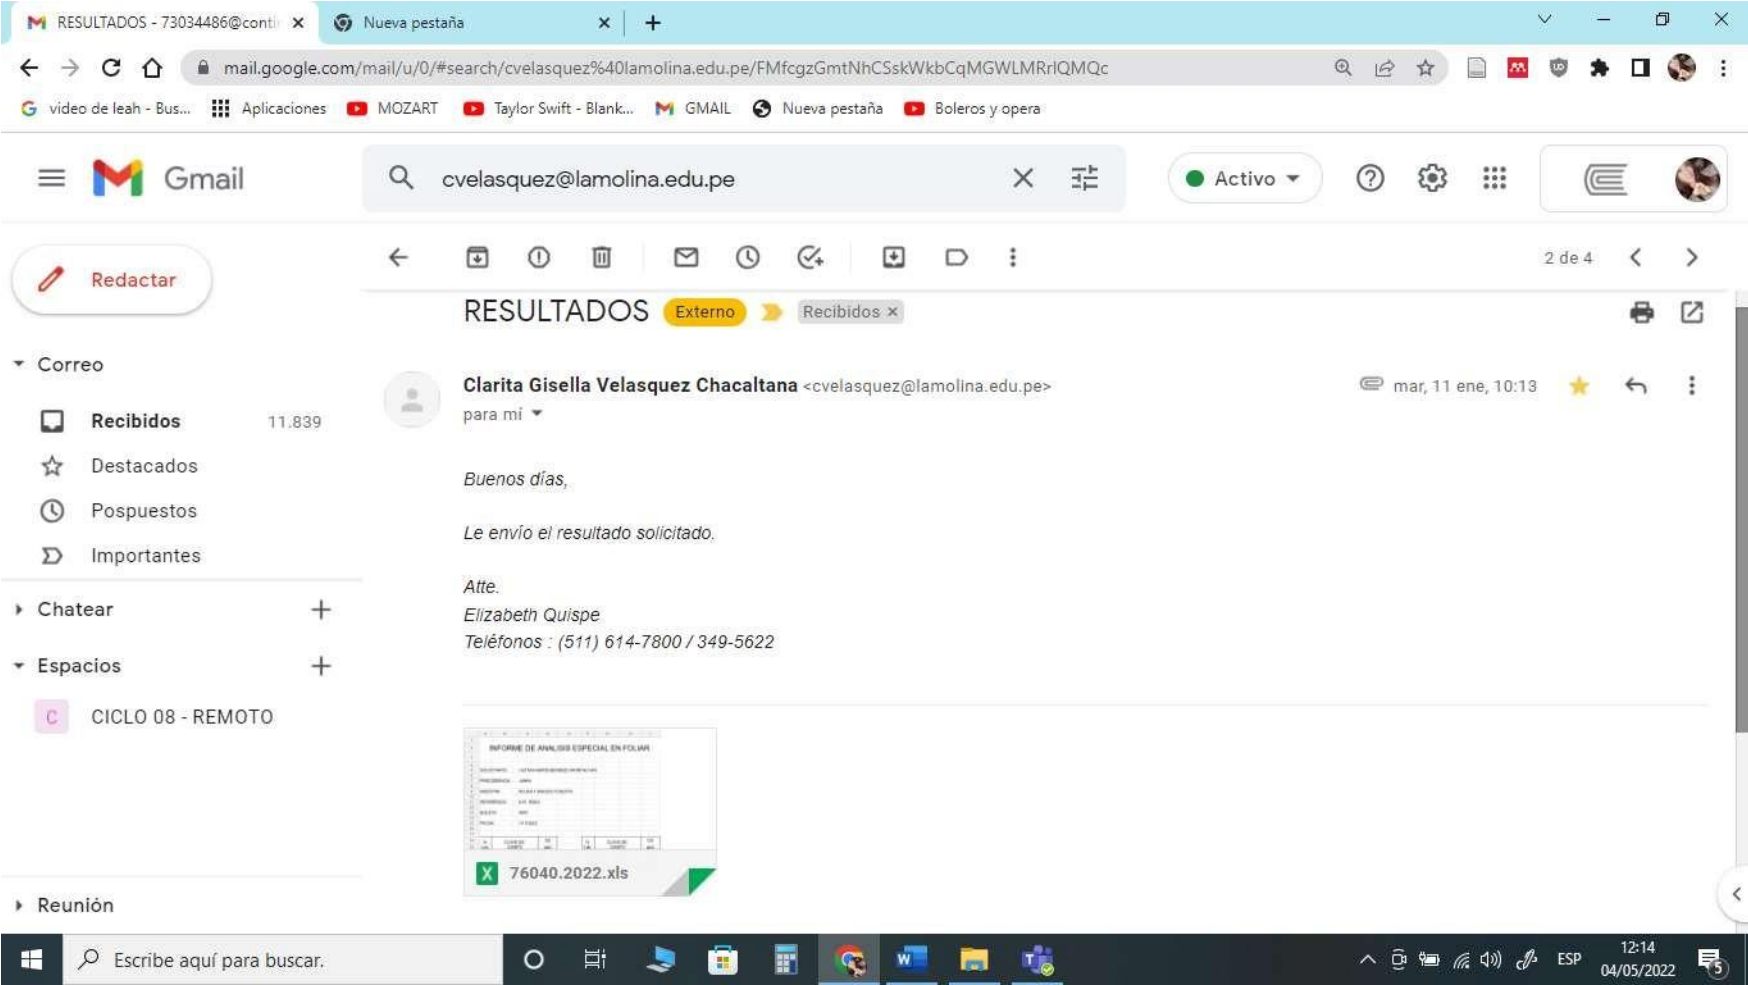 RESULTADOS - 73034486@conti
Nueva pestaña
mail.google.com/mail/u/0/#search/cvelasquez%40lamolina.edu.pe/FMfcgzGmtNhCSskWkbCqMGWLMRrlQMQc
video de leah - Bus...
Aplicaciones
MOZART
Taylor Swift - Blank...
GMAIL
Nueva pestaña
Boleros y opera
Gmail
cvelasquez@lamolina.edu.pe
Activo
Redactar
2 de 4
RESULTADOS
Externo
Recibidos ×
Correo
Recibidos 11.839
Destacados
Pospuestos
Importantes
Chatear
Espacios
C CICLO 08 - REMOTO
Reunión
Clarita Gisella Velasquez Chacaltana <cvelasquez@lamolina.edu.pe>
mar, 11 ene, 10:13
para mí
Buenos días,
Le envío el resultado solicitado.
Atte.
Elizabeth Quispe
Teléfonos : (511) 614-7800 / 349-5622
INFORME DE ANALISIS ESPECIAL EN FOLIAR
76040.2022.xls
Escribe aquí para buscar.
ESP
12:14
04/05/2022
5